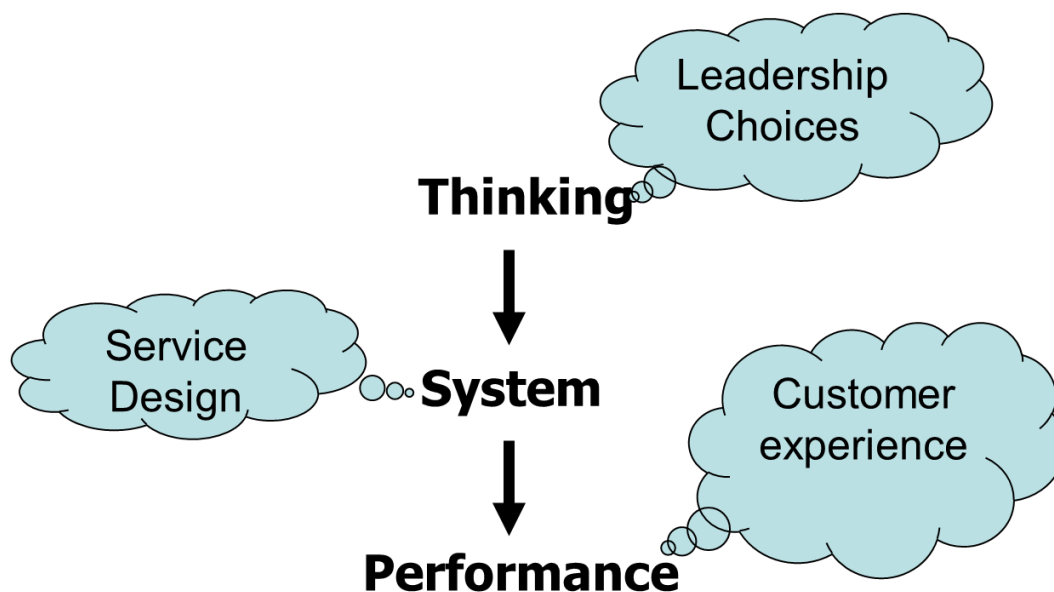 Leadership
Choices
Thinking
Service
Design
System
Customer
experience
Performance